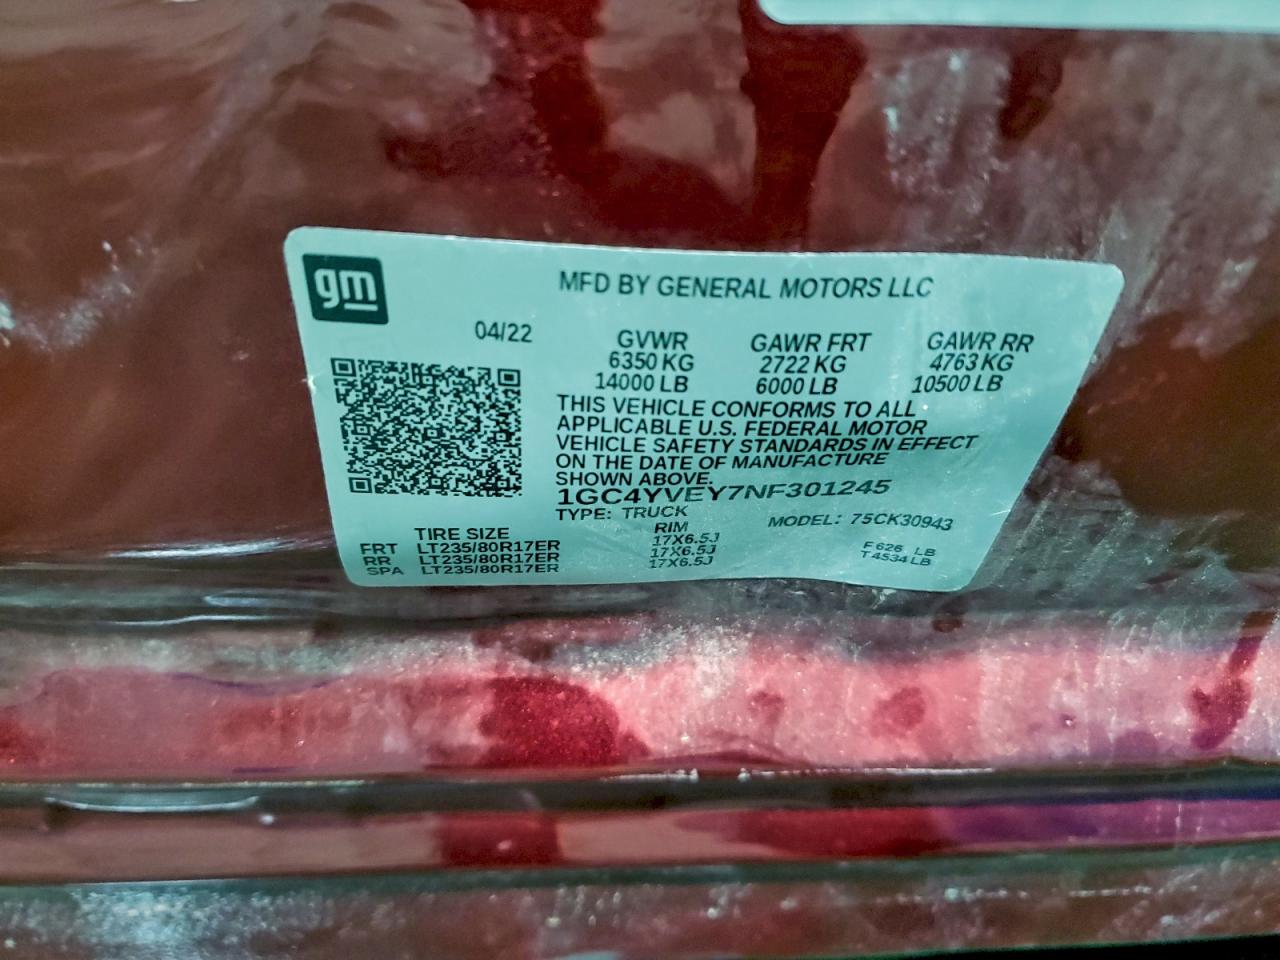 gm
MFD BY GENERAL MOTORS LLC
04/22 GVWR GAWR FRT GAWR RR
6350 KG 2722 KG 4763 KG
14000 LB 6000 LB 10500 LB
THIS VEHICLE CONFORMS TO ALL
APPLICABLE U.S. FEDERAL MOTOR
VEHICLE SAFETY STANDARDS IN EFFECT
ON THE DATE OF MANUFACTURE
SHOWN ABOVE.
1GC4YVEY7NF301245
TYPE: TRUCK MODEL: 75CK30943
TIRE SIZE RIM
FRT LT235/80R17ER 17X6.5J F 626 LB
RR LT235/80R17ER 17X6.5J T 4534 LB
SPA LT235/80R17ER 17X6.5J